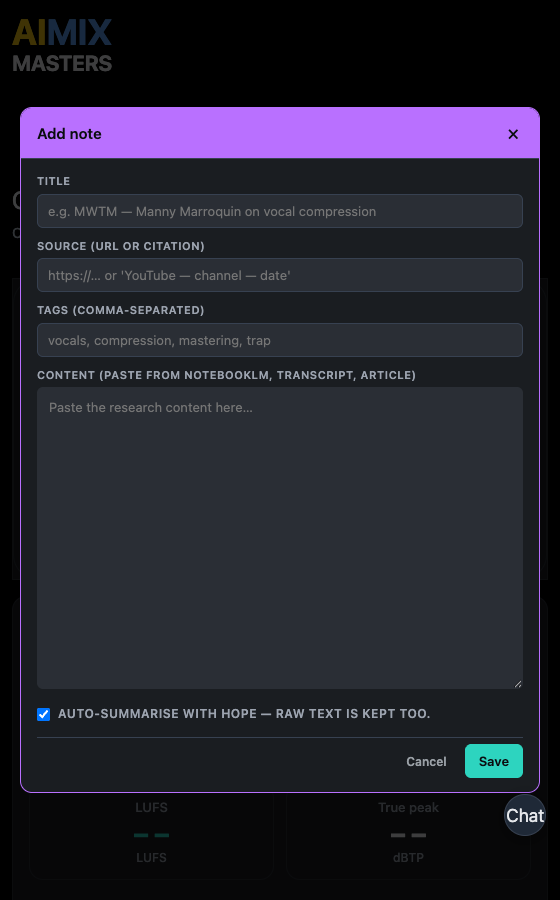 AIMIX
MASTERS
Add note
×
TITLE
e.g. MWTM — Manny Marroquin on vocal compression
SOURCE (URL OR CITATION)
https://... or 'YouTube — channel — date'
TAGS (COMMA-SEPARATED)
vocals, compression, mastering, trap
CONTENT (PASTE FROM NOTEBOOKLM, TRANSCRIPT, ARTICLE)
Paste the research content here...
AUTO-SUMMARISE WITH HOPE — RAW TEXT IS KEPT TOO.
Cancel
Save
LUFS
True peak
— —
— —
LUFS
dBTP
Chat